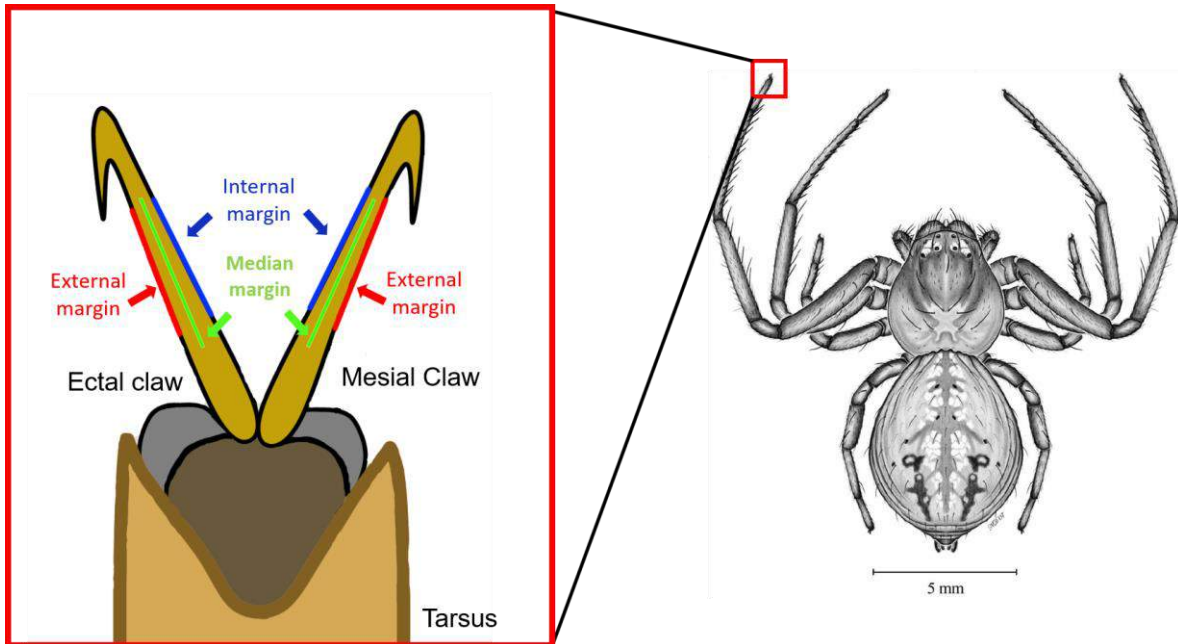 Internal
margin
Median
margin
External
margin
External
margin
Ectal claw
Mesial Claw
Tarsus
5 mm